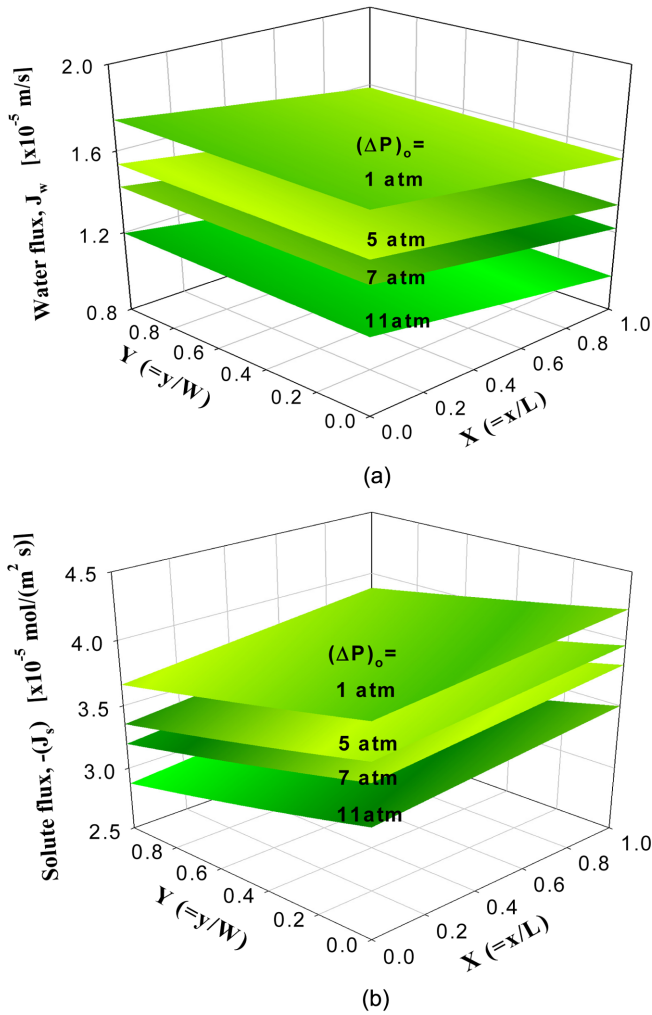 2.0
1.6
1.2
0.8
Water flux, J_w [x10^-5 m/s]
(ΔP)_o=
1 atm
5 atm
7 atm
11atm
0.8
0.6
0.4
0.2
0.0
Y (=y/W)
0.0
0.2
0.4
0.6
0.8
1.0
X (=x/L)
(a)
4.5
4.0
3.5
3.0
2.5
Solute flux, -(J_s) [x10^-5 mol/(m^2 s)]
(ΔP)_o=
1 atm
5 atm
7 atm
11atm
0.8
0.6
0.4
0.2
0.0
Y (=y/W)
0.0
0.2
0.4
0.6
0.8
1.0
X (=x/L)
(b)